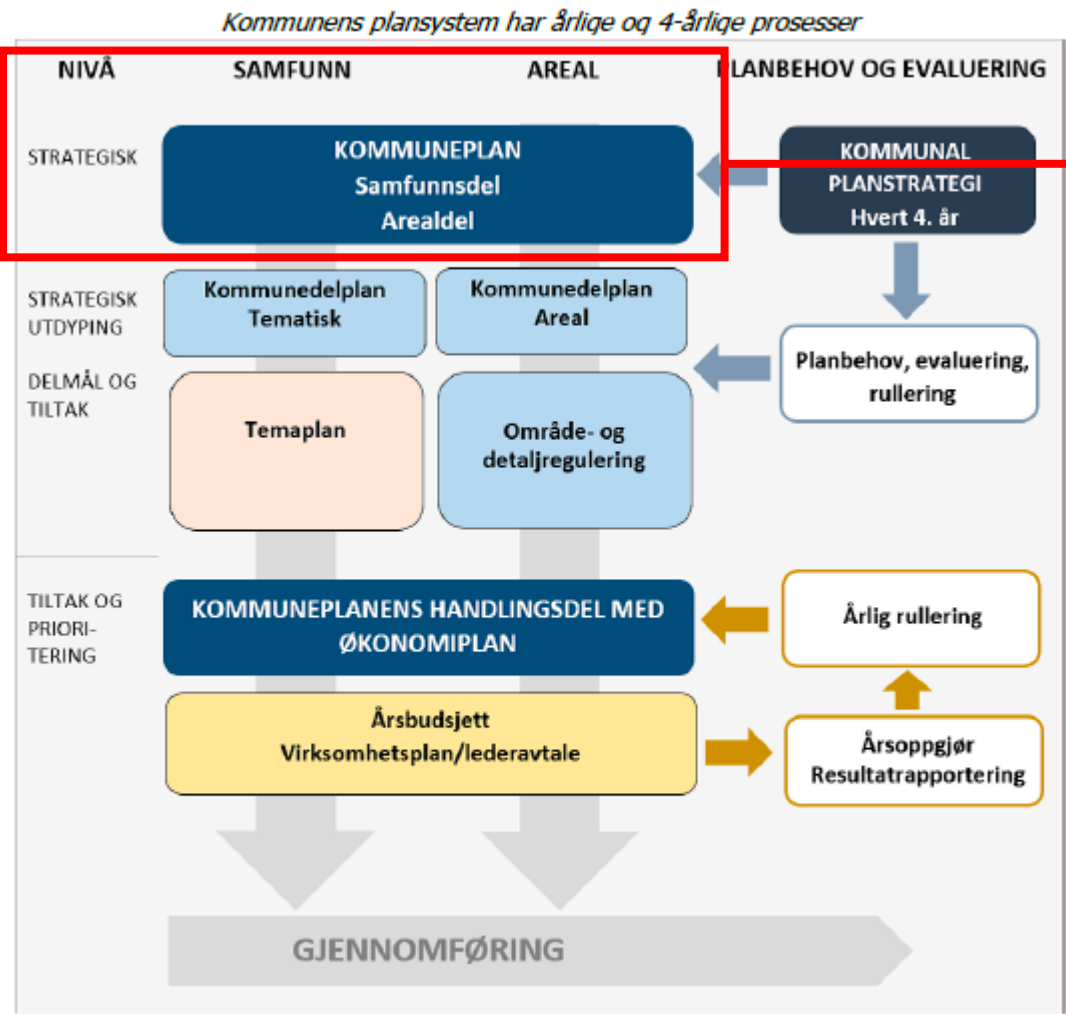 Kommunens plansystem har årlige og 4-årlige prosesser
NIVÅ
SAMFUNN
AREAL
PLANBEHOV OG EVALUERING
STRATEGISK
KOMMUNEPLAN
Samfunnsdel
Arealdel
KOMMUNAL
PLANSTRATEGI
Hvert 4. år
STRATEGISK
UTDYPING
Kommunedelplan
Tematisk
Kommunedelplan
Areal
Planbehov, evaluering,
rullering
DELMÅL OG
TILTAK
Temaplan
Område- og
detaljregulering
TILTAK OG
PRIORI-
TERING
KOMMUNEPLANENS HANDLINGSDEL MED
ØKONOMIPLAN
Årlig rullering
Årsbudsjett
Virksomhetsplan/lederavtale
Årsoppgjør
Resultatrapportering
GJENNOMFØRING